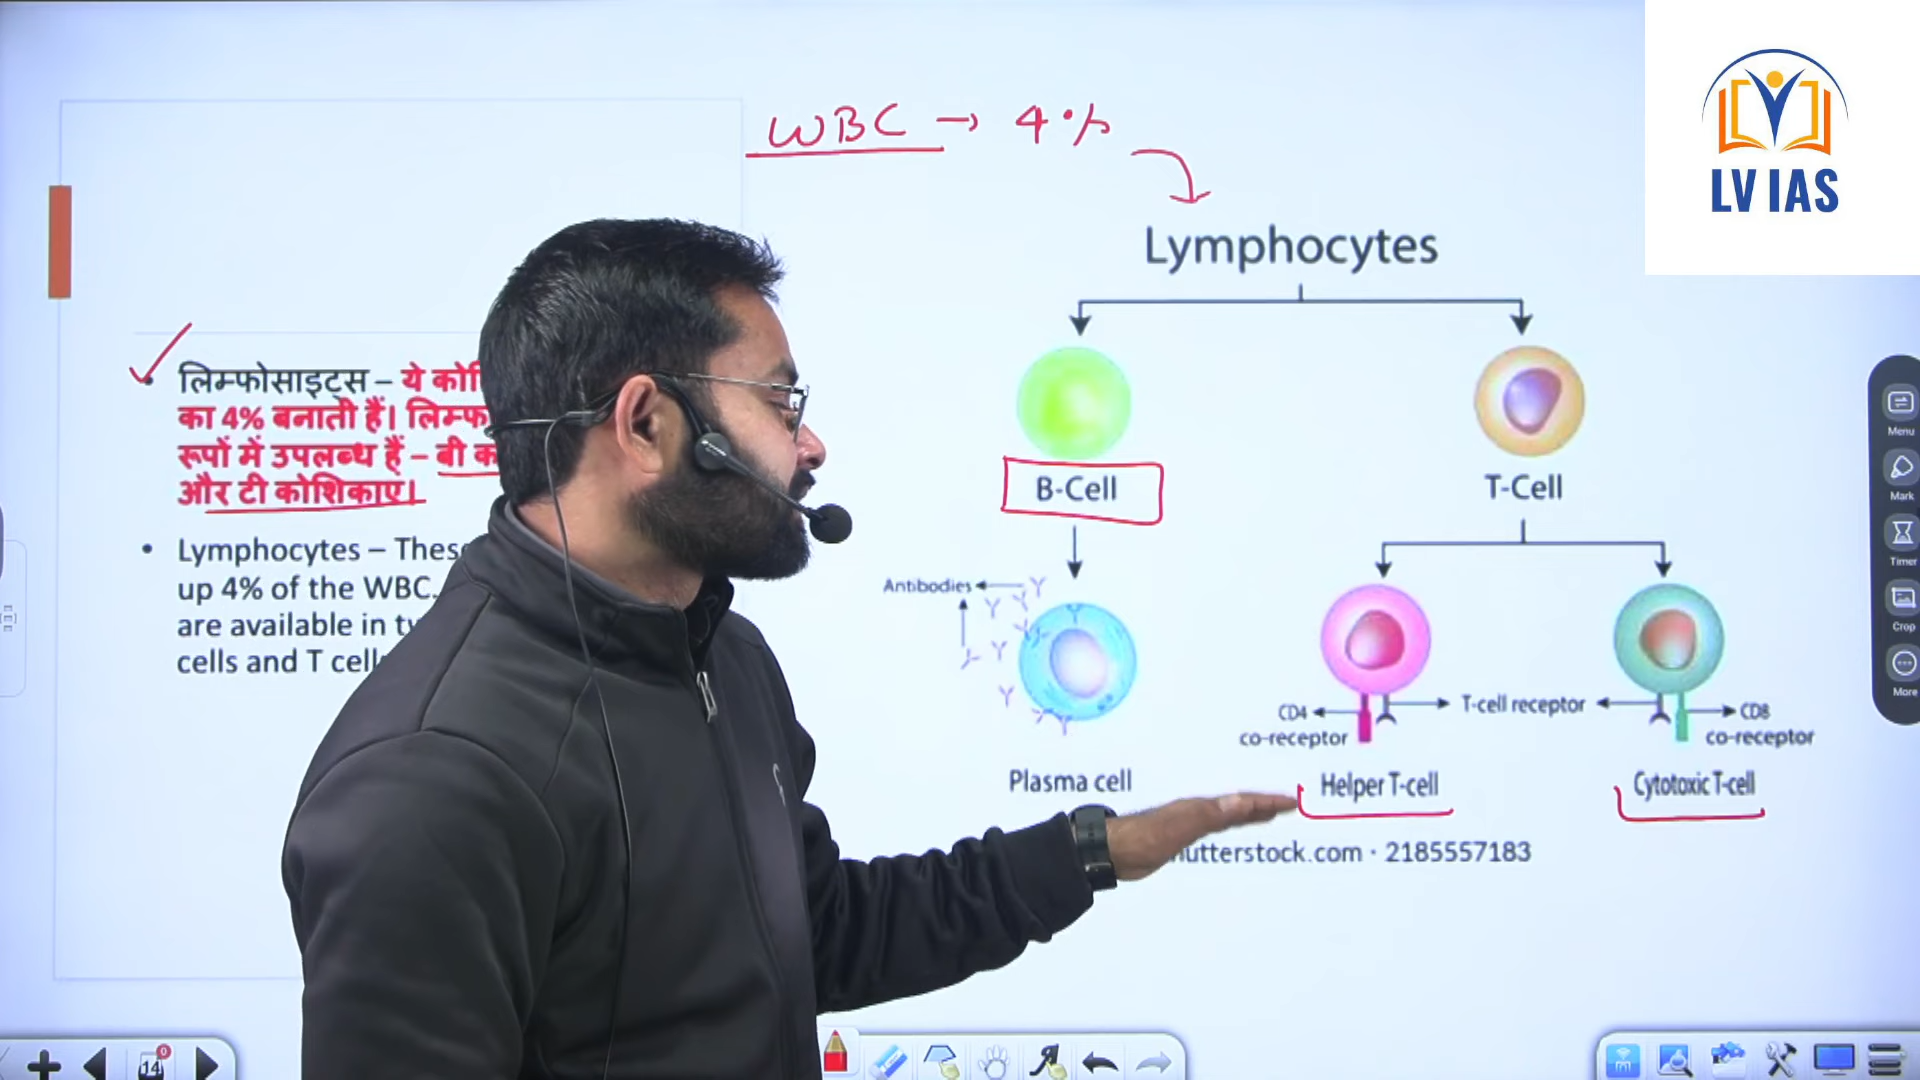 WBC → 4%
LV IAS
Lymphocytes
लिम्फोसाइट्स – ये
का 4% बनाती हैं।
रूपों में उपलब्ध हैं – बी
और टी कोशिकाए।
Lymphocytes – These
up 4% of the WBC.
are available in
cells and T
B-Cell
T-Cell
Antibodies
CD4
co-receptor
T-cell receptor
CD8
co-receptor
Plasma cell
Helper T-cell
Cytotoxic T-cell
utterstock.com · 2185557183
Menu
Mark
Timer
Crop
More
14
0